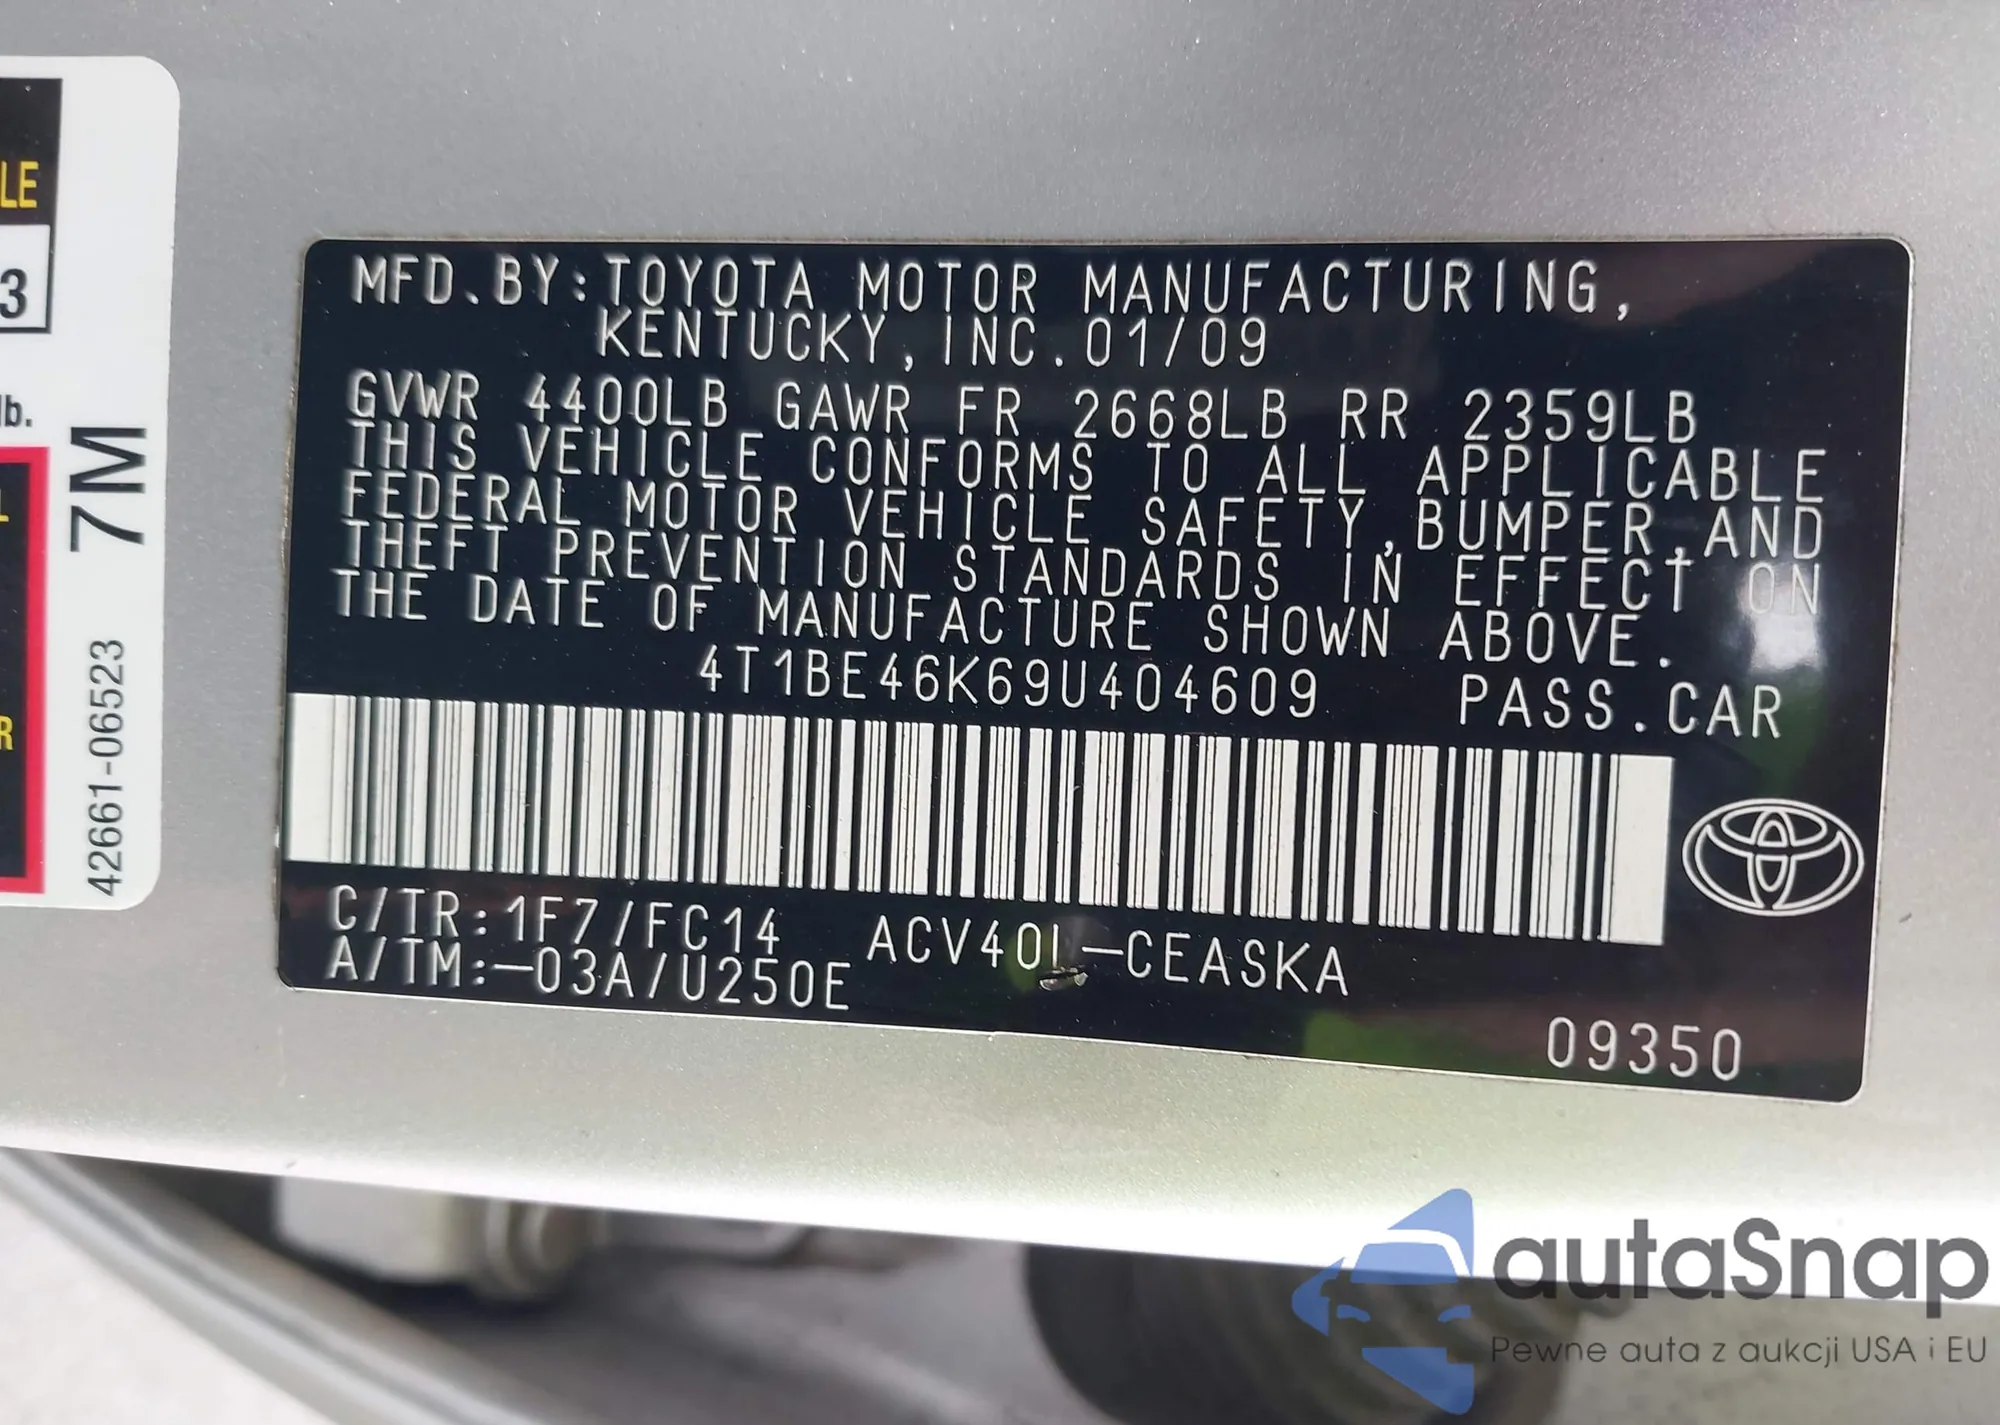 LE
3
lb.
L
R
7M
42661-06523
MFD.BY:TOYOTA MOTOR MANUFACTURING,
KENTUCKY,INC.01/09
GVWR 4400LB GAWR FR 2668LB RR 2359LB
THIS VEHICLE CONFORMS TO ALL APPLICABLE
FEDERAL MOTOR VEHICLE SAFETY,BUMPER,AND
THEFT PREVENTION STANDARDS IN EFFECT ON
THE DATE OF MANUFACTURE SHOWN ABOVE.
4T1BE46K69U404609 PASS.CAR
C/TR:1F7/FC14 ACV40L-CEASKA
A/TM:-03A/U250E
09350
autaSnap
Pewne auta z aukcji USA i EU